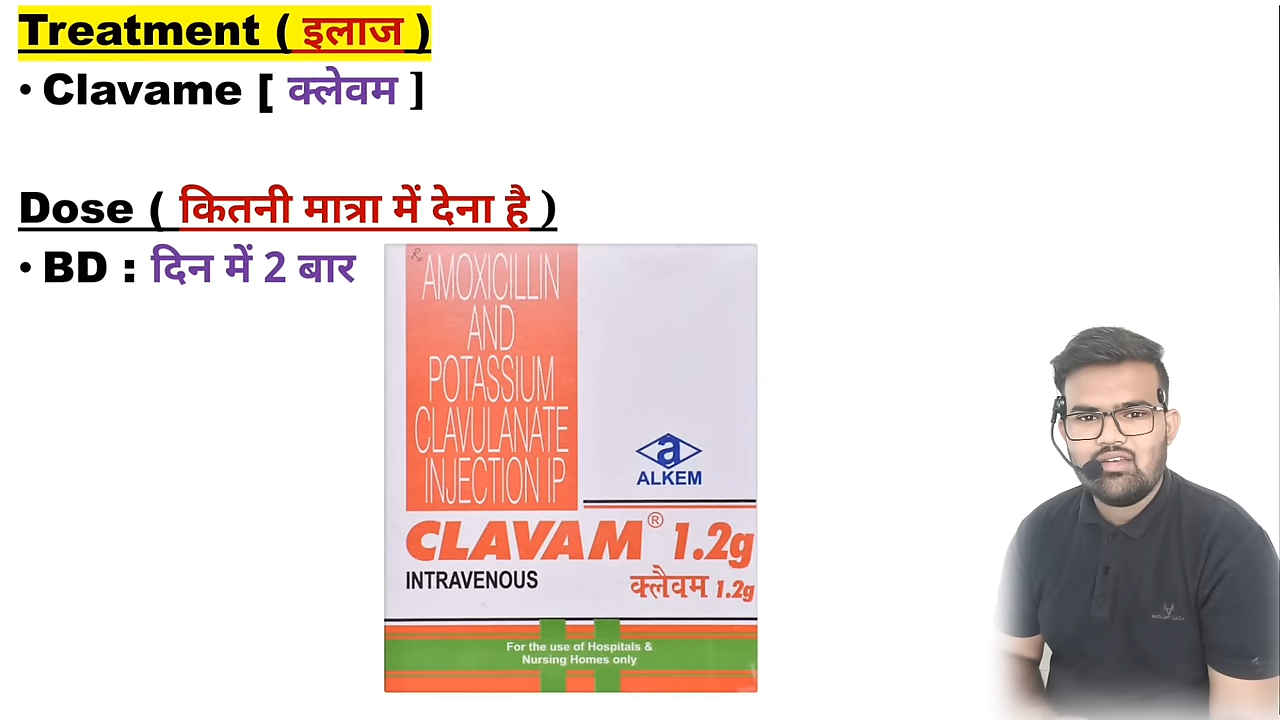 Treatment ( इलाज )
• Clavame [ क्लेवम ]
Dose ( कितनी मात्रा में देना है )
• BD : दिन में 2 बार
Rx
AMOXICILLIN
AND
POTASSIUM
CLAVULANATE
INJECTION IP
a
ALKEM
CLAVAM® 1.2g
INTRAVENOUS
क्लैवम 1.2g
For the use of Hospitals &
Nursing Homes only